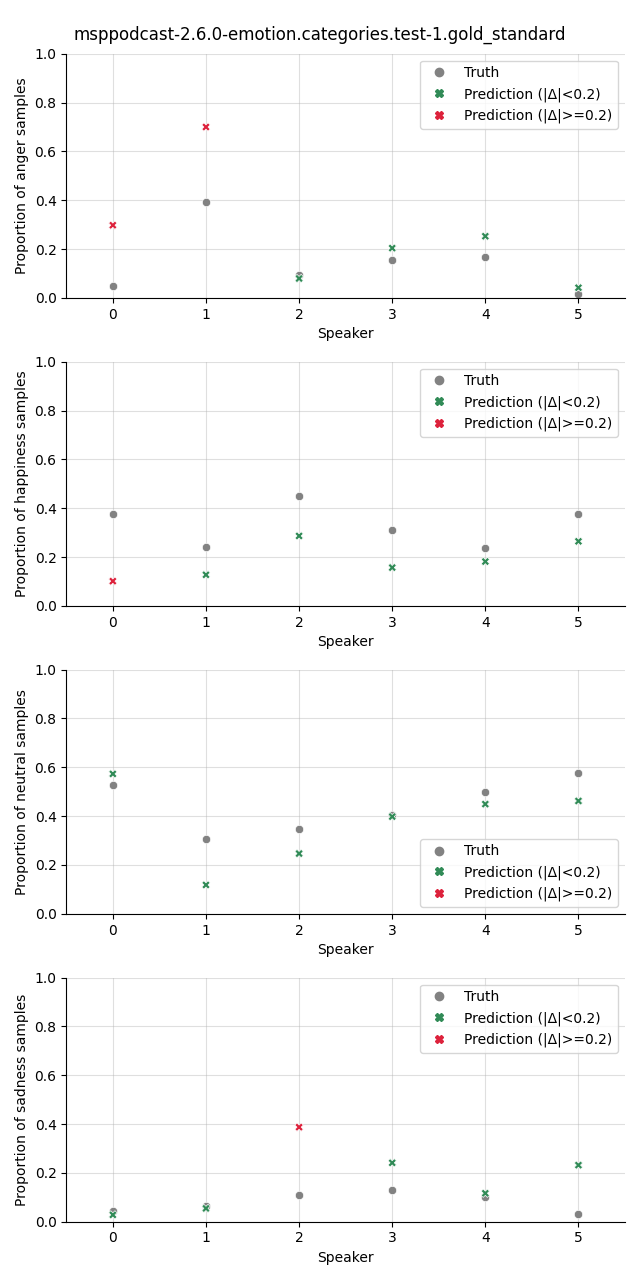 msppodcast-2.6.0-emotion.categories.test-1.gold_standard
Proportion of anger samples
1.0
0.8
0.6
0.4
0.2
0.0
Truth
Prediction (|Δ|<0.2)
Prediction (|Δ|>=0.2)
0 1 2 3 4 5
Speaker
Proportion of happiness samples
1.0
0.8
0.6
0.4
0.2
0.0
Truth
Prediction (|Δ|<0.2)
Prediction (|Δ|>=0.2)
0 1 2 3 4 5
Speaker
Proportion of neutral samples
1.0
0.8
0.6
0.4
0.2
0.0
Truth
Prediction (|Δ|<0.2)
Prediction (|Δ|>=0.2)
0 1 2 3 4 5
Speaker
Proportion of sadness samples
1.0
0.8
0.6
0.4
0.2
0.0
Truth
Prediction (|Δ|<0.2)
Prediction (|Δ|>=0.2)
0 1 2 3 4 5
Speaker